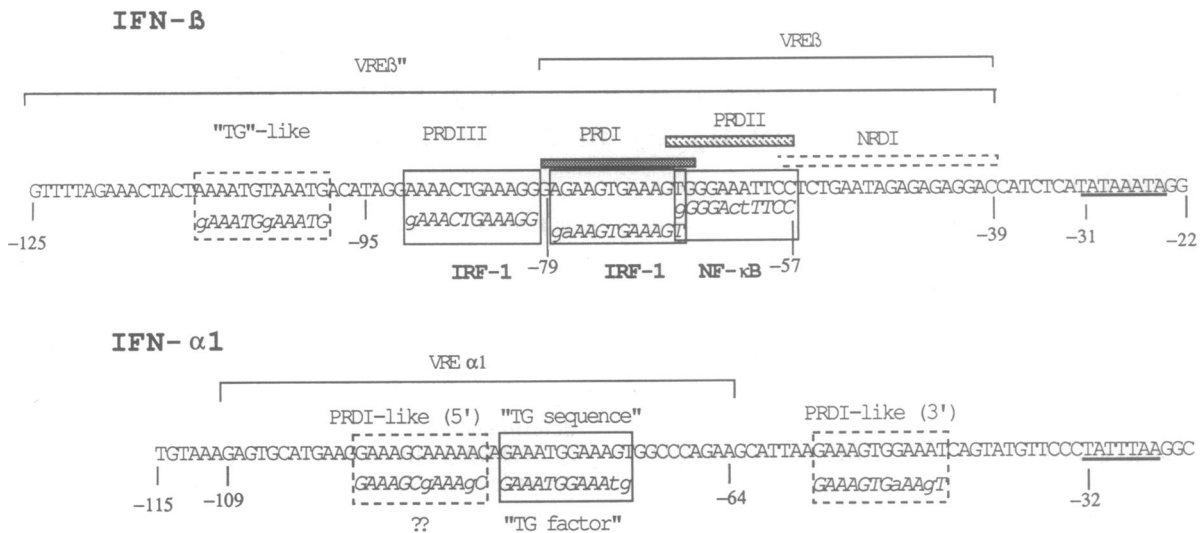 IFN-ß
VREß
VREß"
"TG"-like PRDIII PRDI PRDII NRDI
GTTTTAGAAACTACTAAAATGTAAATGACATAGGAAAACTGAAAGGGAGAAGTGAAAGTGGGAAATTCCTCTGAATAGAGAGAGGACCATCTCATATAAATAGG
gAAATGgAAATG gAAACTGAAAGG gaAAGTGAAAGT gGGGActTTCC
−125 −95 −79 −57 −39 −31 −22
IRF-1 IRF-1 NF-κB
IFN-α1
VRE α1
PRDI-like (5') "TG sequence" PRDI-like (3')
TGTAAAGAGTGCATGAAGGAAAGCAAAAACAGAAATGGAAAGTGGCCCAGAAGCATTAAGAAAGTGGAAATCAGTATGTTCCCTATTTAAGGC
GAAAGCgAAAgC GAAATGGAAAtg GAAAGTGaAAgT
−115 −109 −64 −32
?? "TG factor"